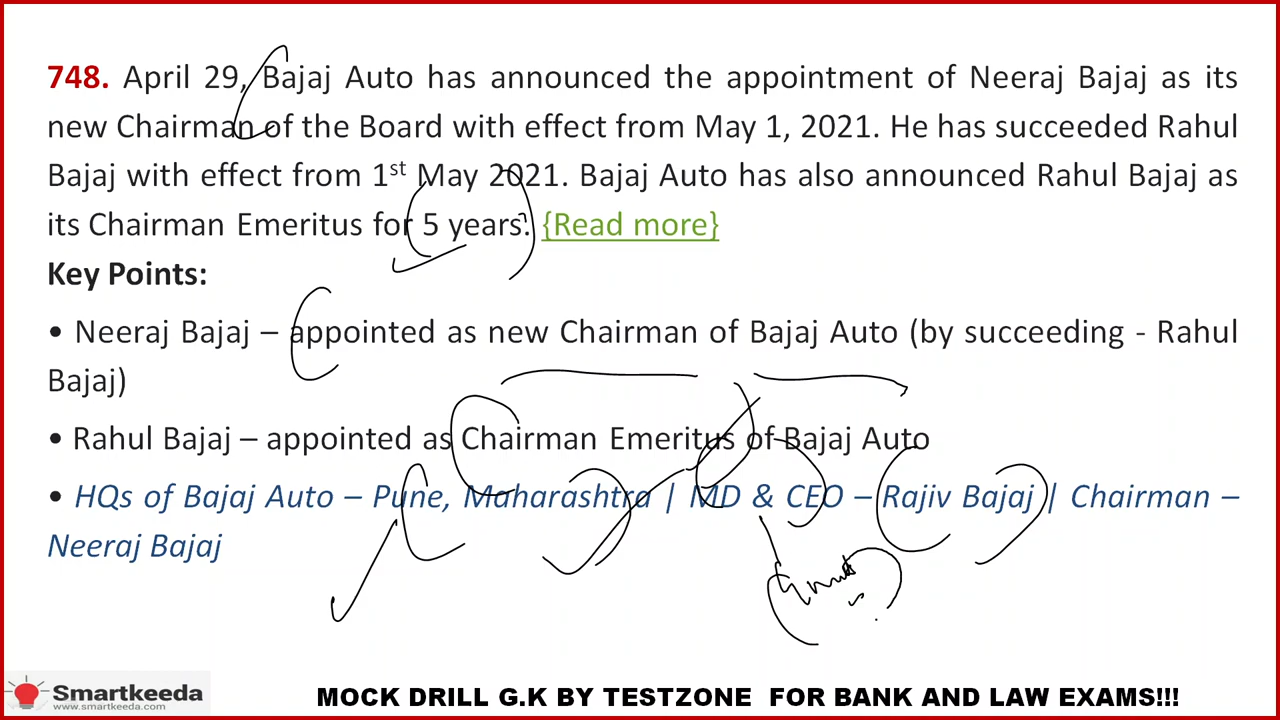 748. April 29, Bajaj Auto has announced the appointment of Neeraj Bajaj as its
new Chairman of the Board with effect from May 1, 2021. He has succeeded Rahul
Bajaj with effect from 1st May 2021. Bajaj Auto has also announced Rahul Bajaj as
its Chairman Emeritus for 5 years. {Read more}
Key Points:
• Neeraj Bajaj – appointed as new Chairman of Bajaj Auto (by succeeding - Rahul
Bajaj)
• Rahul Bajaj – appointed as Chairman Emeritus of Bajaj Auto
• HQs of Bajaj Auto – Pune, Maharashtra | MD & CEO – Rajiv Bajaj | Chairman –
Neeraj Bajaj
Smartkeeda
www.smartkeeda.com
MOCK DRILL G.K BY TESTZONE FOR BANK AND LAW EXAMS!!!